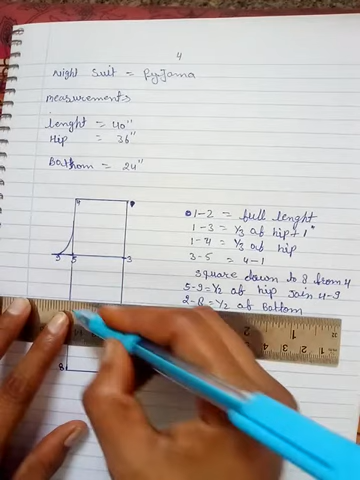 4
Night Suit = Pyjama
measurements
lenght = 40"
Hip = 36"
Bottom = 24"
1-2 = full lenght
1-3 = 1/3 of hip+1"
1-4 = 1/3 of hip
3-5 = 4-1
Square down to 8 from 4
5-9 = 1/2 of hip Join 4-9
2-8 = 1/2 of Bottom
4
9 5 3
8